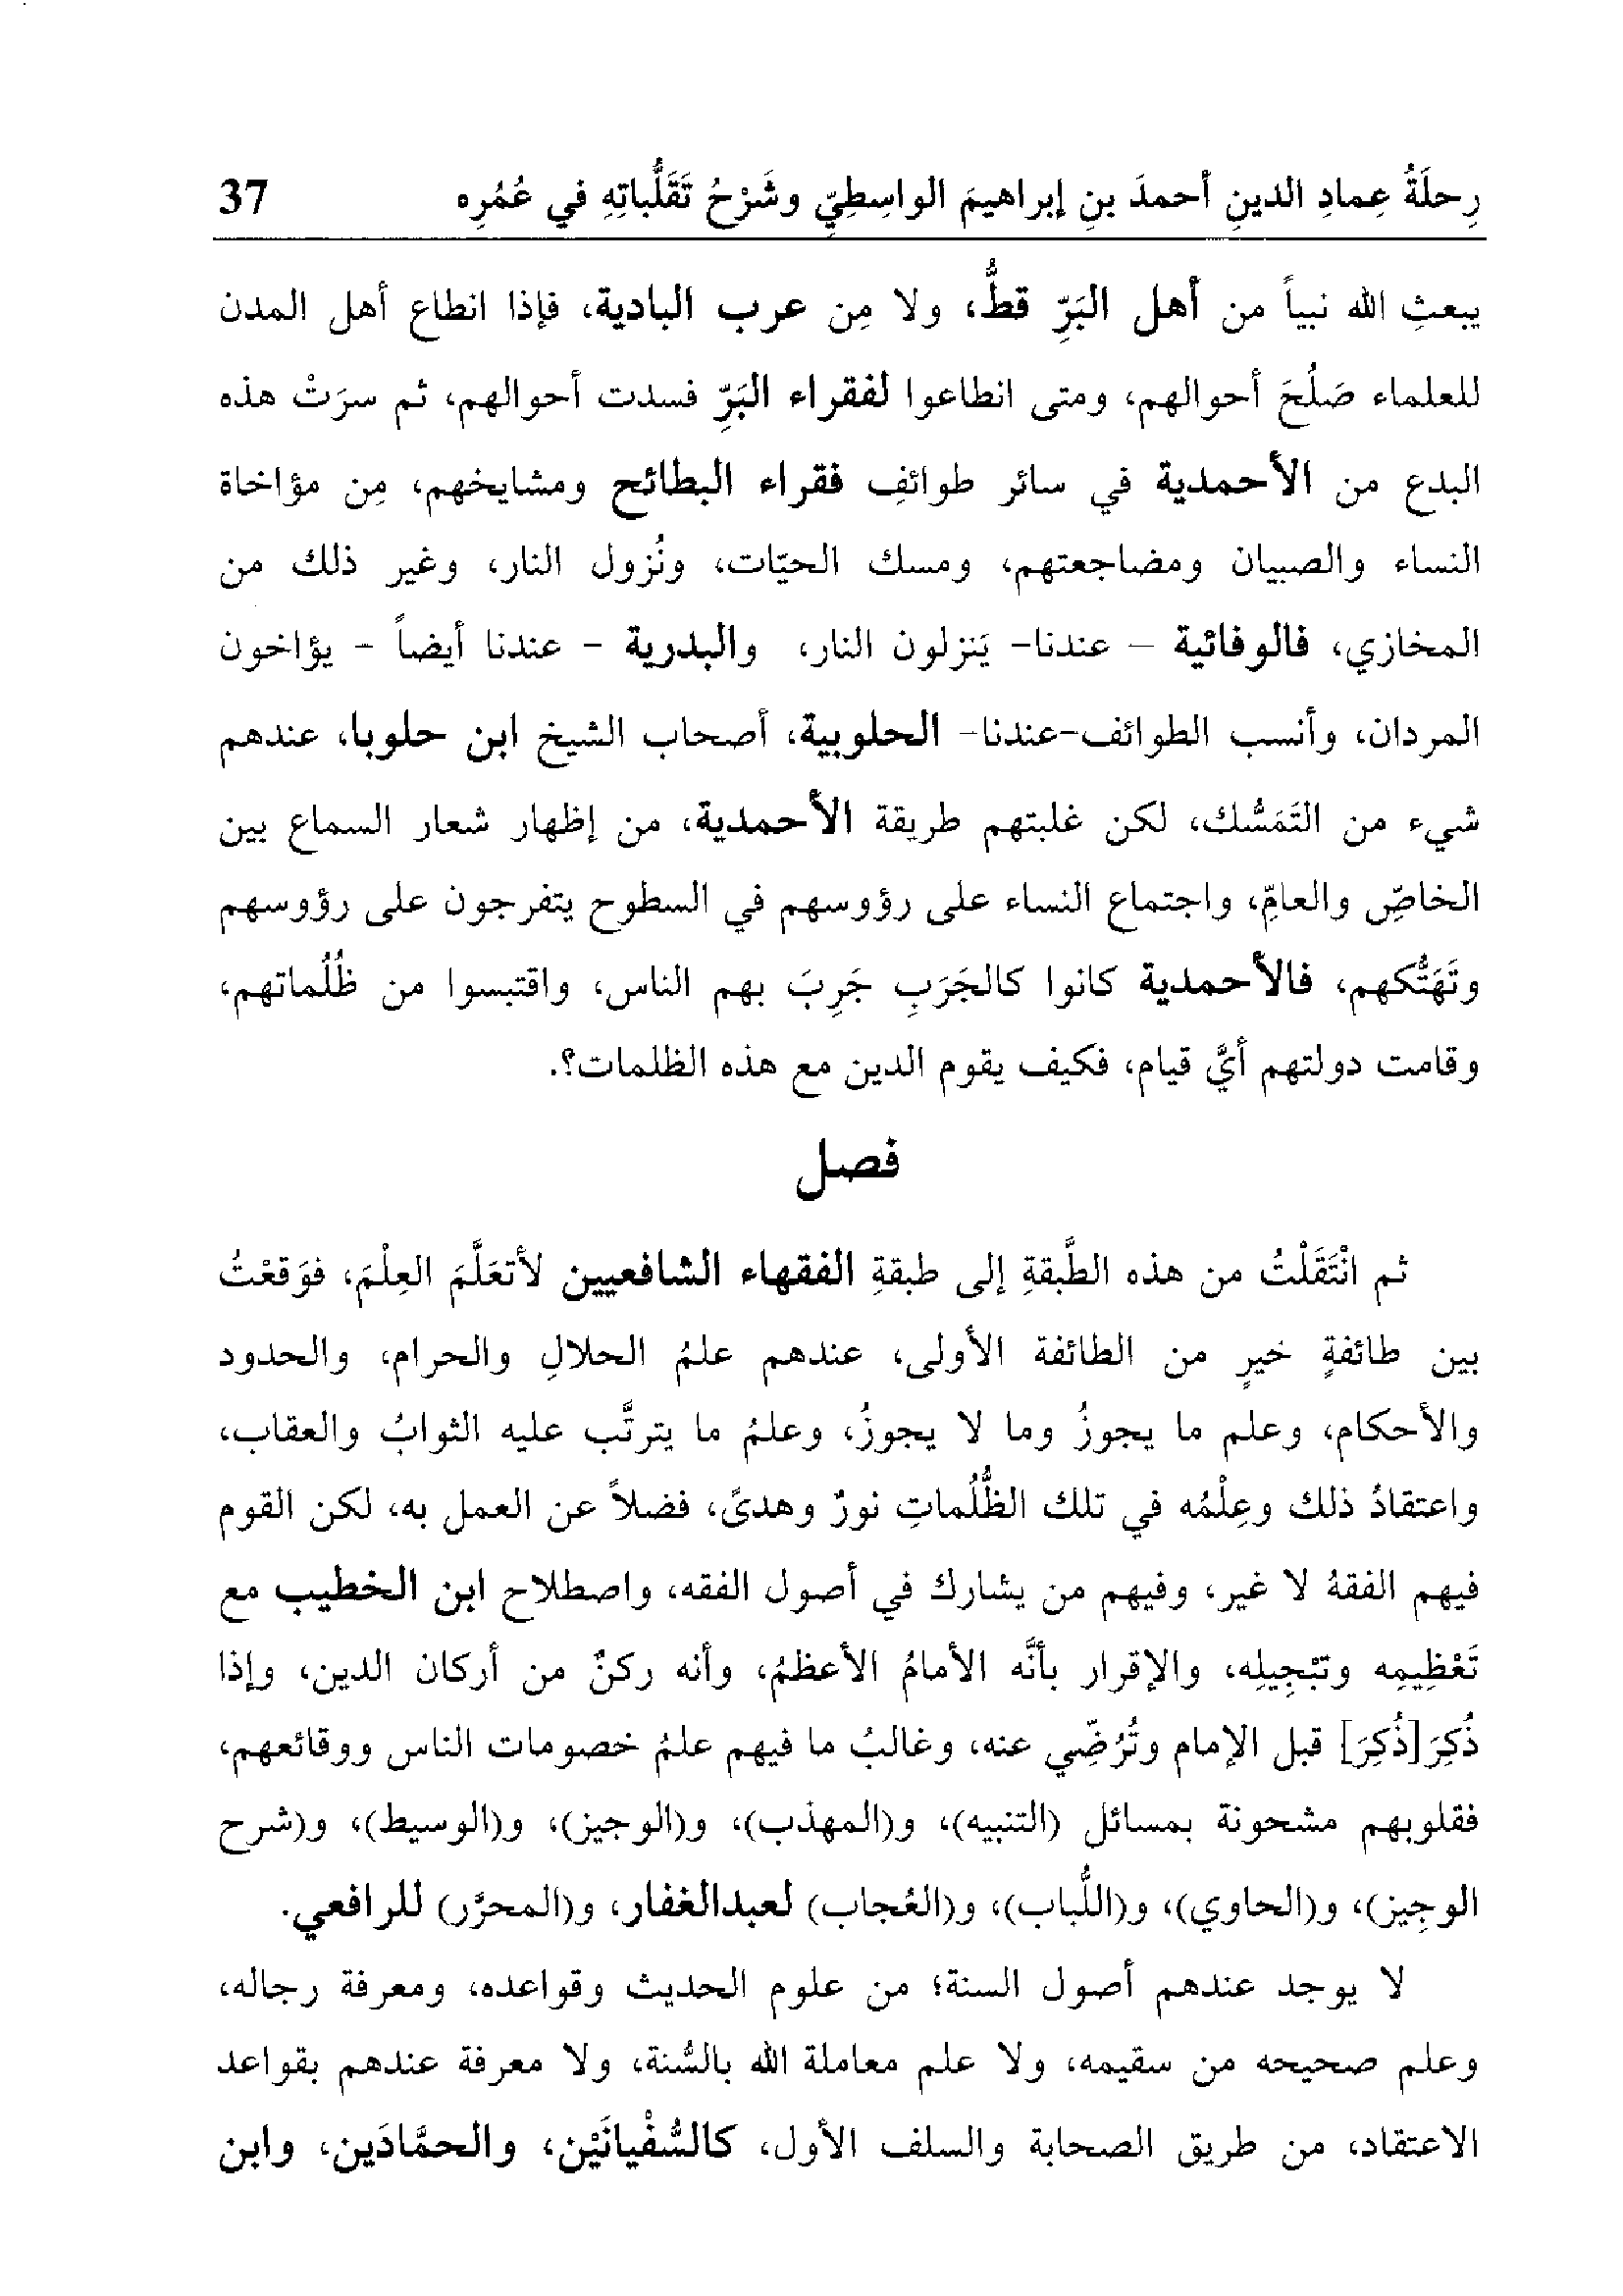 رِحلَةُ عِمادِ الدينِ أحمدَ بنِ إبراهيمَ الواسِطِيِّ وشَرْحُ تَقَلُّباتِهِ في عُمُرِه 37
يبعثِ الله نبياً من أهل البَرِّ قطُّ، ولا مِن عرب البادية، فإذا انطاع أهل المدن
للعلماء صَلُحَ أحوالهم، ومتى انطاعوا لفقراء البَرِّ فسدت أحوالهم، ثم سرَتْ هذه
البدع من الأحمدية في سائر طوائفِ فقراء البطائح ومشايخهم، مِن مؤاخاة
النساء والصبيان ومضاجعتهم، ومسك الحيّات، ونُزول النار، وغير ذلك من
المخازي، فالوفائية – عندنا- يَنزلون النار، والبدرية - عندنا أيضاً - يؤاخون
المردان، وأنسب الطوائف-عندنا- الحلوبية، أصحاب الشيخ ابن حلوبا، عندهم
شيء من التَمَسُّك، لكن غلبتهم طريقة الأحمدية، من إظهار شعار السماع بين
الخاصِّ والعامِّ، واجتماع النساء على رؤوسهم في السطوح يتفرجون على رؤوسهم
وتَهَتُّكهم، فالأحمدية كانوا كالجَرَبِ جَرِبَ بهم الناس، واقتبسوا من ظُلُماتهم،
وقامت دولتهم أيَّ قيام، فكيف يقوم الدين مع هذه الظلمات؟.
فصل
ثم انْتَقَلْتُ من هذه الطَّبقةِ إلى طبقةِ الفقهاء الشافعيين لأتعَلَّمَ العِلْمَ، فوَقعْتُ
بين طائفةٍ خيرٍ من الطائفة الأولى، عندهم علمُ الحلالِ والحرام، والحدود
والأحكام، وعلم ما يجوزُ وما لا يجوزُ، وعلمُ ما يترتَّب عليه الثوابُ والعقاب،
واعتقادُ ذلك وعِلْمُه في تلك الظُّلُماتِ نورٌ وهدىً، فضلاً عن العمل به، لكن القوم
فيهم الفقهُ لا غير، وفيهم من يشارك في أصول الفقه، واصطلاح ابن الخطيب مع
تَعْظِيمِه وتبْجِيلِه، والإقرار بأنَّه الأمامُ الأعظمُ، وأنه ركنٌ من أركان الدين، وإذا
ذُكِرَ[ذُكِرَ] قبل الإمام وتُرُضِّي عنه، وغالبُ ما فيهم علمُ خصومات الناس ووقائعهم،
فقلوبهم مشحونة بمسائل (التنبيه)، و(المهذب)، و(الوجيز)، و(الوسيط)، و(شرح
الوجِيز)، و(الحاوي)، و(اللُّباب)، و(العُجاب) لعبدالغفار، و(المحرَّر) للرافعي.
لا يوجد عندهم أصول السنة؛ من علوم الحديث وقواعده، ومعرفة رجاله،
وعلم صحيحه من سقيمه، ولا علم معاملة الله بالسُّنة، ولا معرفة عندهم بقواعد
الاعتقاد، من طريق الصحابة والسلف الأول، كالسُّفْيانَيْن، والحمَّادَين، وابن